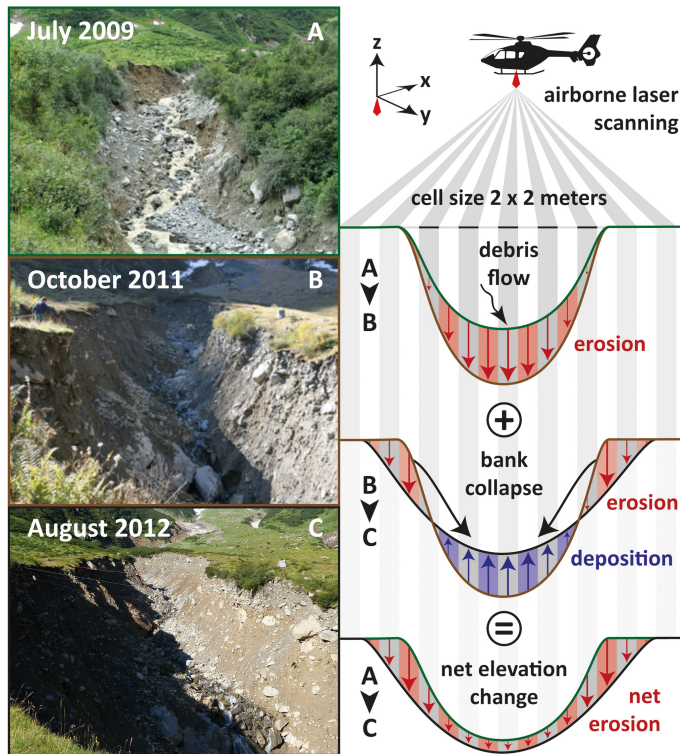 July 2009 A
October 2011 B
August 2012 C
z
x
y
airborne laser
scanning
cell size 2 x 2 meters
A
B
debris
flow
erosion
+
B
C
bank
collapse
erosion
deposition
=
A
C
net elevation
change
net
erosion